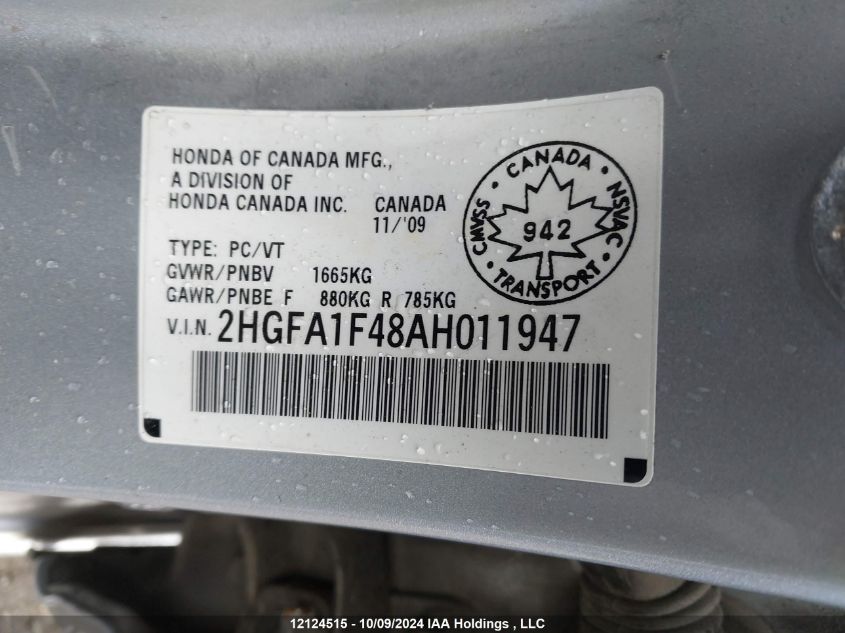 HONDA OF CANADA MFG.,
A DIVISION OF
HONDA CANADA INC. CANADA
11/'09
TYPE: PC/VT
GVWR/PNBV 1665KG
GAWR/PNBE F 880KG R 785KG
V.I.N. 2HGFA1F48AH011947
CANADA
CMVSS
NSVAC
942
TRANSPORT
12124515 - 10/09/2024 IAA Holdings , LLC